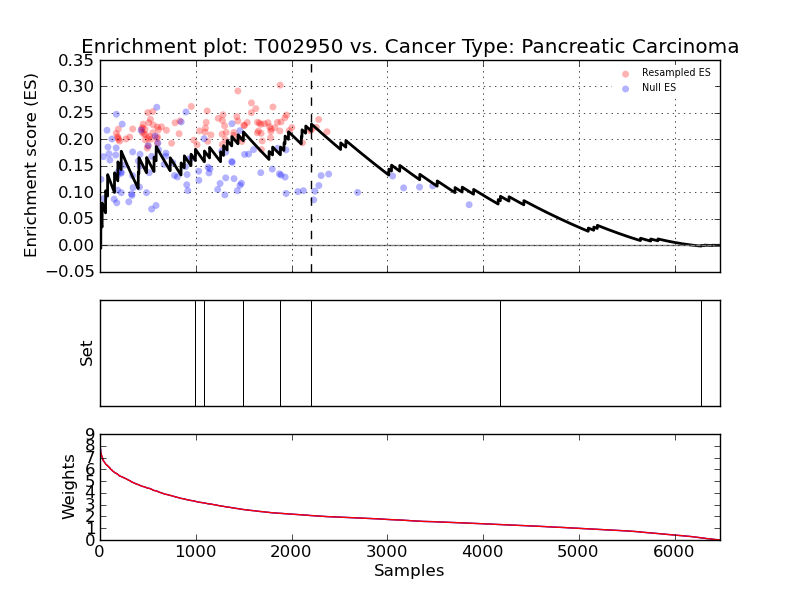 Enrichment plot: T002950 vs. Cancer Type: Pancreatic Carcinoma
Enrichment score (ES)
0.35
0.30
0.25
0.20
0.15
0.10
0.05
0.00
−0.05
Resampled ES
Null ES
Set
Weights
9
8
7
6
5
4
3
2
1
0
0 1000 2000 3000 4000 5000 6000
Samples